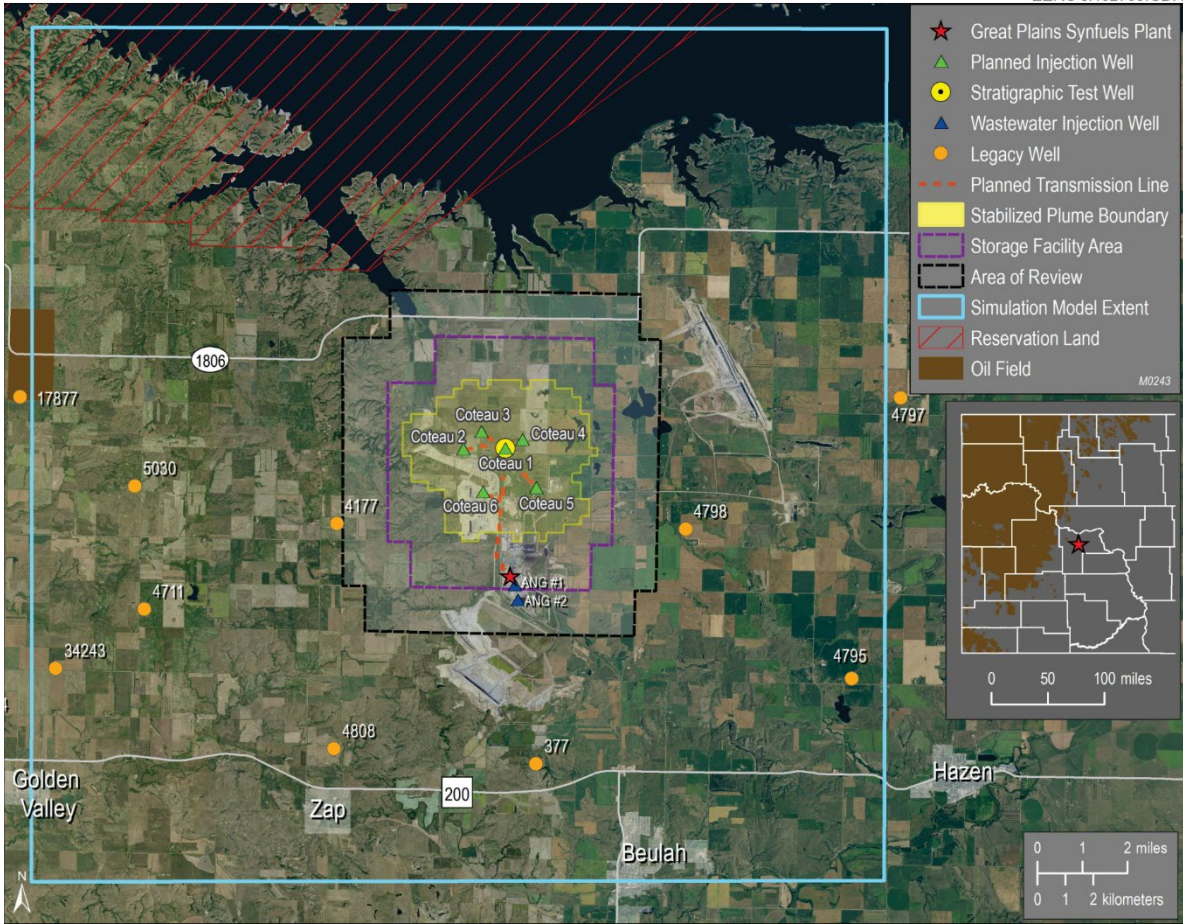 Great Plains Synfuels Plant
Planned Injection Well
Stratigraphic Test Well
Wastewater Injection Well
Legacy Well
Planned Transmission Line
Stabilized Plume Boundary
Storage Facility Area
Area of Review
Simulation Model Extent
Reservation Land
Oil Field
M0243
1806
17877
4797
Coteau 3
Coteau 4
Coteau 2
Coteau 1
5030
Coteau 6
Coteau 5
4177
4798
ANG #1
ANG #2
4711
34243
4795
0 50 100 miles
4808
377
Golden
Valley
Zap
200
Hazen
Beulah
0 1 2 miles
0 1 2 kilometers
N